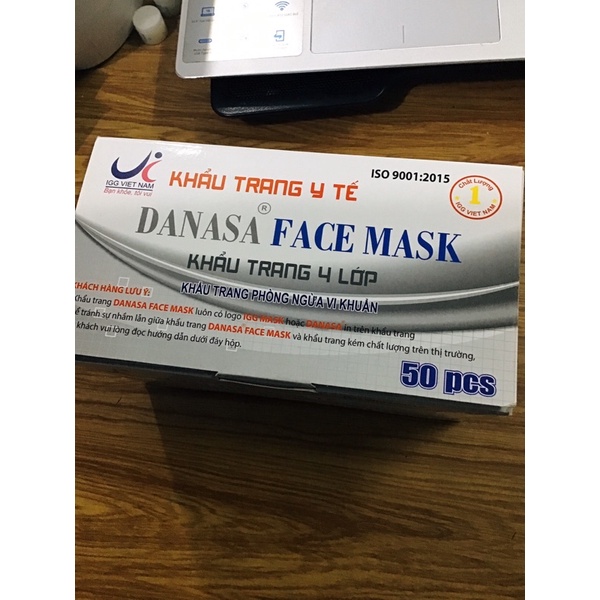 IGG VIET NAM
Bạn khỏe, tôi vui
KHẨU TRANG Y TẾ
ISO 9001:2015
Chất Lượng
1
IGG VIET NAM
DANASA® FACE MASK
KHẨU TRANG 4 LỚP
KHẨU TRANG PHÒNG NGỪA VI KHUẨN
KHÁCH HÀNG LƯU Ý:
Khẩu trang DANASA FACE MASK luôn có logo IGG MASK hoặc DANASA in trên khẩu trang
tránh sự nhầm lẫn giữa khẩu trang DANASA FACE MASK và khẩu trang kém chất lượng trên thị trường,
khách vui lòng đọc hướng dẫn dưới đáy hộp.
50 pcs